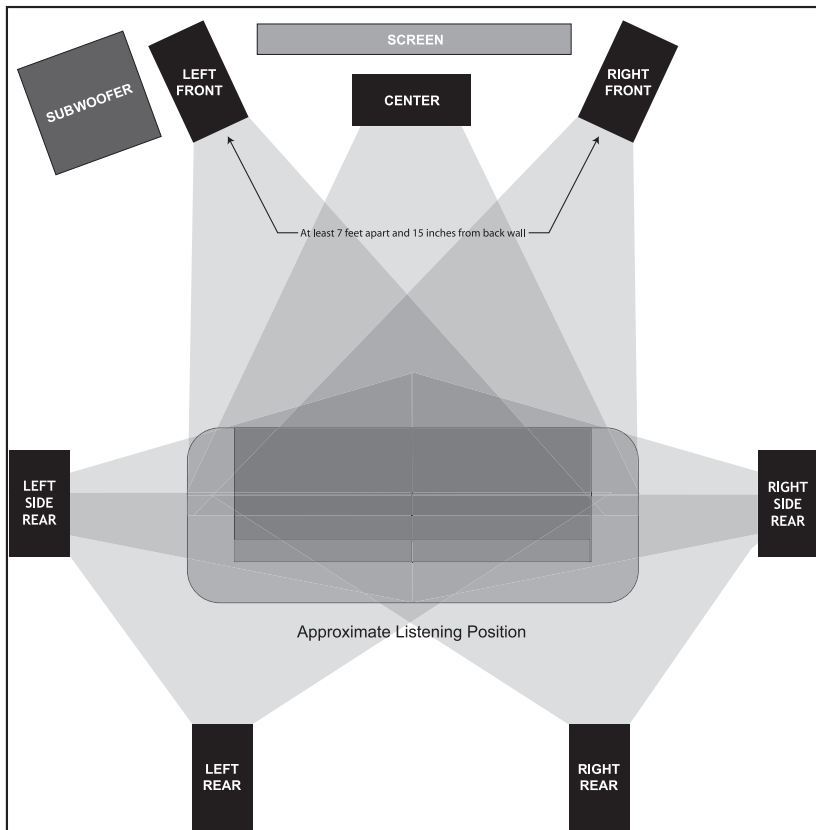 SCREEN
LEFT
FRONT
RIGHT
FRONT
SUBWOOFER
CENTER
At least 7 feet apart and 15 inches from back wall
LEFT
SIDE
REAR
RIGHT
SIDE
REAR
Approximate Listening Position
LEFT
REAR
RIGHT
REAR